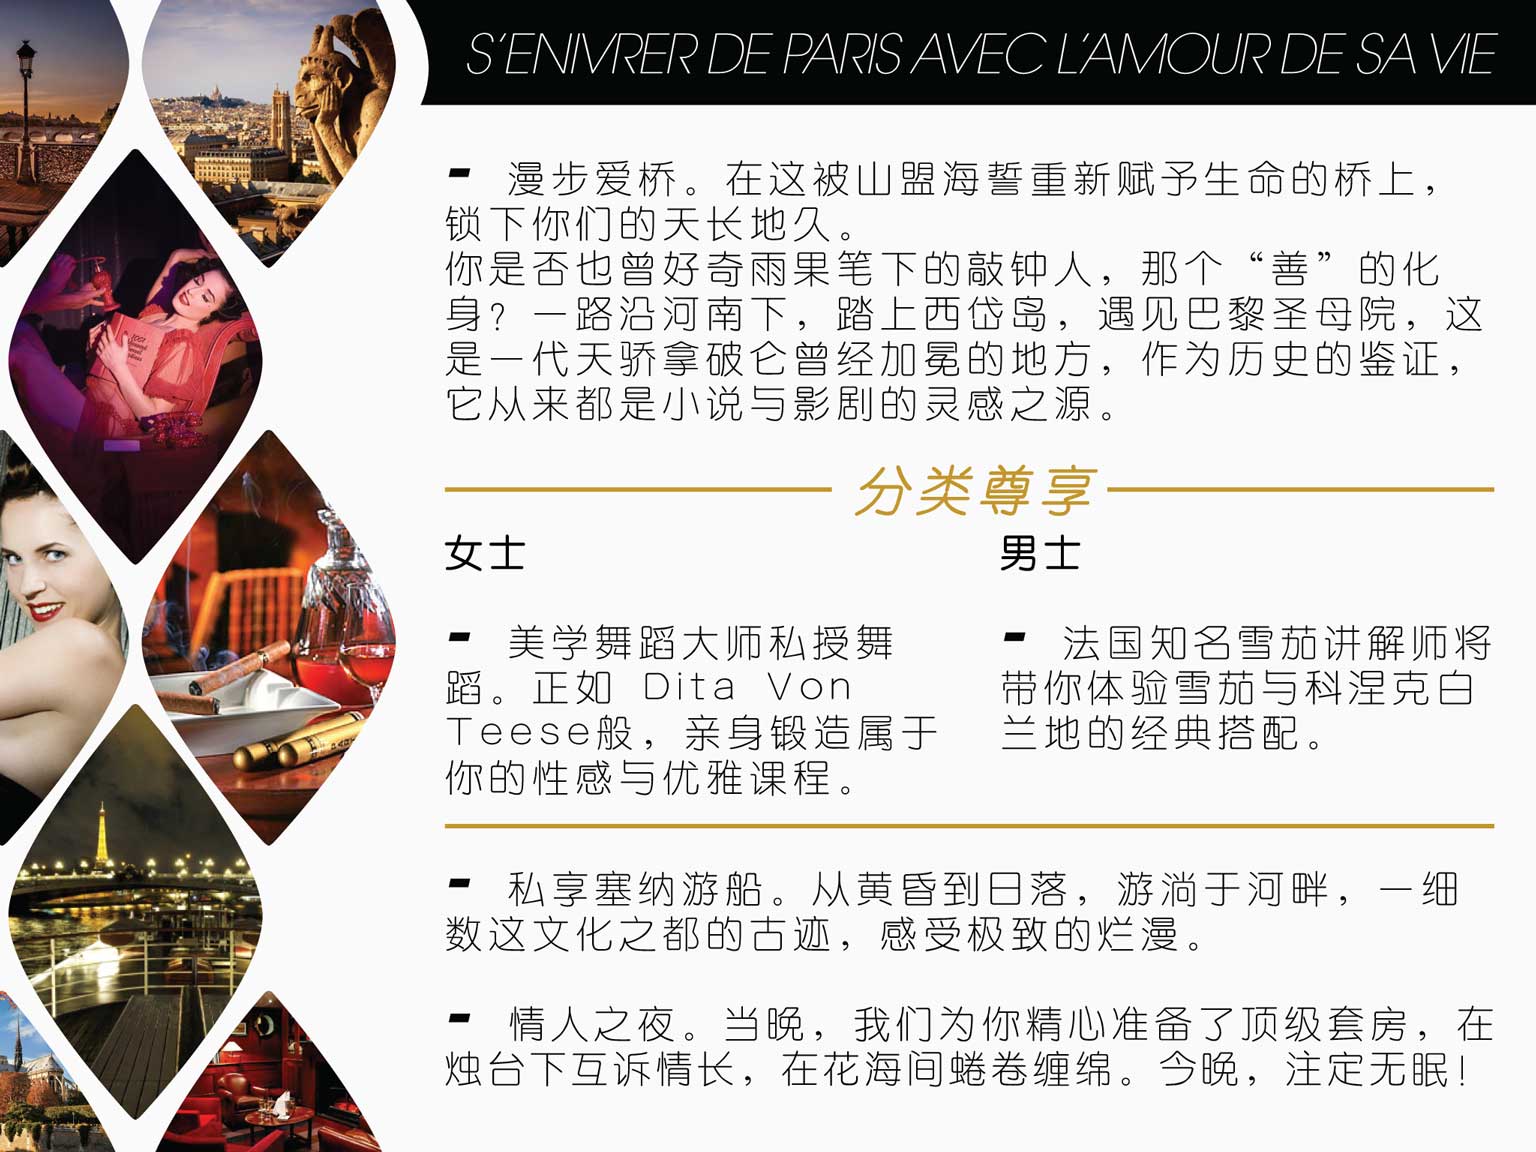 S'ENIVRER DE PARIS AVEC L'AMOUR DE SA VIE
- 漫步爱桥。在这被山盟海誓重新赋予生命的桥上，
锁下你们的天长地久。
你是否也曾好奇雨果笔下的敲钟人，那个“善”的化
身？一路沿河南下，踏上西岱岛，遇见巴黎圣母院，这
是一代天骄拿破仑曾经加冕的地方，作为历史的鉴证，
它从来都是小说与影剧的灵感之源。
分类尊享
女士
- 美学舞蹈大师私授舞
蹈。正如 Dita Von
Teese般，亲身锻造属于
你的性感与优雅课程。
男士
- 法国知名雪茄讲解师将
带你体验雪茄与科涅克白
兰地的经典搭配。
- 私享塞纳游船。从黄昏到日落，游淌于河畔，一细
数这文化之都的古迹，感受极致的烂漫。
- 情人之夜。当晚，我们为你精心准备了顶级套房，在
烛台下互诉情长，在花海间蜷卷缠绵。今晚，注定无眠！